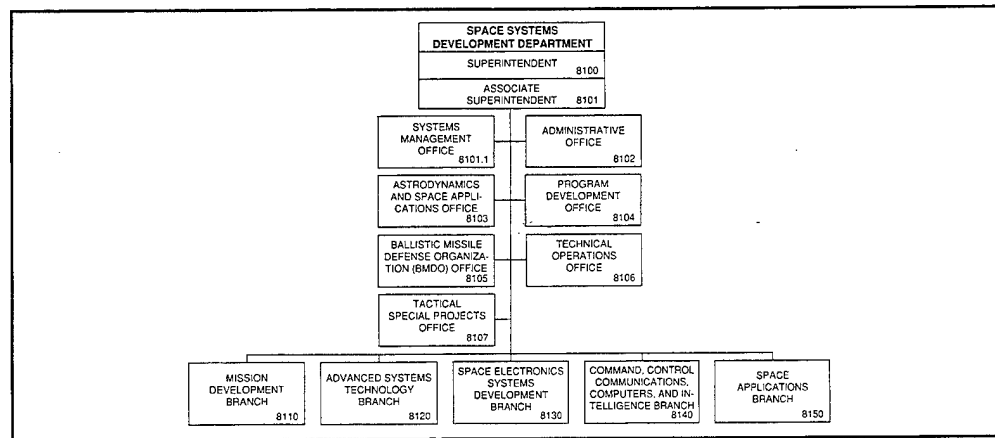 SPACE SYSTEMS
DEVELOPMENT DEPARTMENT
SUPERINTENDENT
8100
ASSOCIATE
SUPERINTENDENT
8101
SYSTEMS
MANAGEMENT
OFFICE
8101.1
ADMINISTRATIVE
OFFICE
8102
ASTRODYNAMICS
AND SPACE APPLI-
CATIONS OFFICE
8103
PROGRAM
DEVELOPMENT
OFFICE
8104
BALLISTIC MISSILE
DEFENSE ORGANIZA-
TION (BMDO) OFFICE
8105
TECHNICAL
OPERATIONS
OFFICE
8106
TACTICAL
SPECIAL PROJECTS
OFFICE
8107
MISSION
DEVELOPMENT
BRANCH
8110
ADVANCED SYSTEMS
TECHNOLOGY
BRANCH
8120
SPACE ELECTRONICS
SYSTEMS
DEVELOPMENT
BRANCH
8130
COMMAND, CONTROL
COMMUNICATIONS,
COMPUTERS, AND IN-
TELLIGENCE BRANCH
8140
SPACE
APPLICATIONS
BRANCH
8150